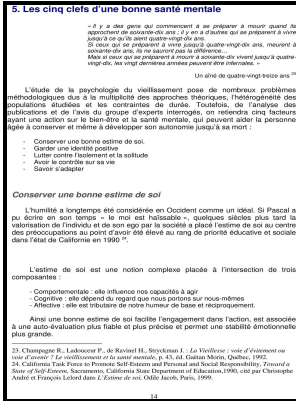 5. Les cinq clefs d'une bonne santé mentale
« Il y a des gens qui commencent à se préparer à mourir quand ils
approchent de soixante-dix ans ; il y en a d'autres qui se préparent à vivre
jusqu'à ce qu'ils aient quatre-vingt-dix ans.
Si ceux qui se préparent à vivre jusqu'à quatre-vingt-dix ans, meurent à
soixante-dix ans, ils ne sauront pas la différence…
Mais si ceux qui se préparent à mourir à soixante-dix vivent jusqu'à quatre-
vingt-dix, les vingt dernières années peuvent être infernales. »
Un aîné de quatre-vingt-treize ans 23
L'étude de la psychologie du vieillissement pose de nombreux problèmes
méthodologiques dus à la multiplicité des approches théoriques, l'hétérogénéité des
populations étudiées et les contraintes de durée. Toutefois, de l'analyse des
publications et de l'avis du groupe d'experts interrogés, on retiendra cinq facteurs
ayant une action sur le bien-être et la santé mentale, qui peuvent aider la personne
âgée à conserver et même à développer son autonomie jusqu'à sa mort :
- Conserver une bonne estime de soi.
- Garder une identité positive
- Lutter contre l'isolement et la solitude
- Avoir le contrôle sur sa vie
- Savoir s'adapter
Conserver une bonne estime de soi
L'humilité a longtemps été considérée en Occident comme un idéal. Si Pascal a
pu écrire en son temps « le moi est haïssable », quelques siècles plus tard la
valorisation de l'individu et de son ego par la société a placé l'estime de soi au centre
des préoccupations au point d'avoir été élevé au rang de priorité éducative et sociale
dans l'état de Californie en 1990 24.
L'estime de soi est une notion complexe placée à l'intersection de trois
composantes :
- Comportementale : elle influence nos capacités à agir
- Cognitive : elle dépend du regard que nous portons sur nous-mêmes
- Affective : elle est tributaire de notre humeur de base et réciproquement.
Ainsi une bonne estime de soi facilite l'engagement dans l'action, est associée
à une auto-évaluation plus fiable et plus précise et permet une stabilité émotionnelle
plus grande.
23. Champagne R., Ladouceur P., de Ravinel H., Stryckman J. : La Vieillesse : voie d'évitement ou
voie d'avenir ? Le vieillissement et la santé mentale, p. 43, éd. Gaëtan Morin, Québec, 1992.
24. California Task Force to Promote Self-Esteem and Personal and Social Responsibility, Toward a
State of Self-Esteem, Sacramento, California State Department of Education,1990, cité par Christophe
André et François Lelord dans L'Estime de soi, Odile Jacob, Paris, 1999.
14